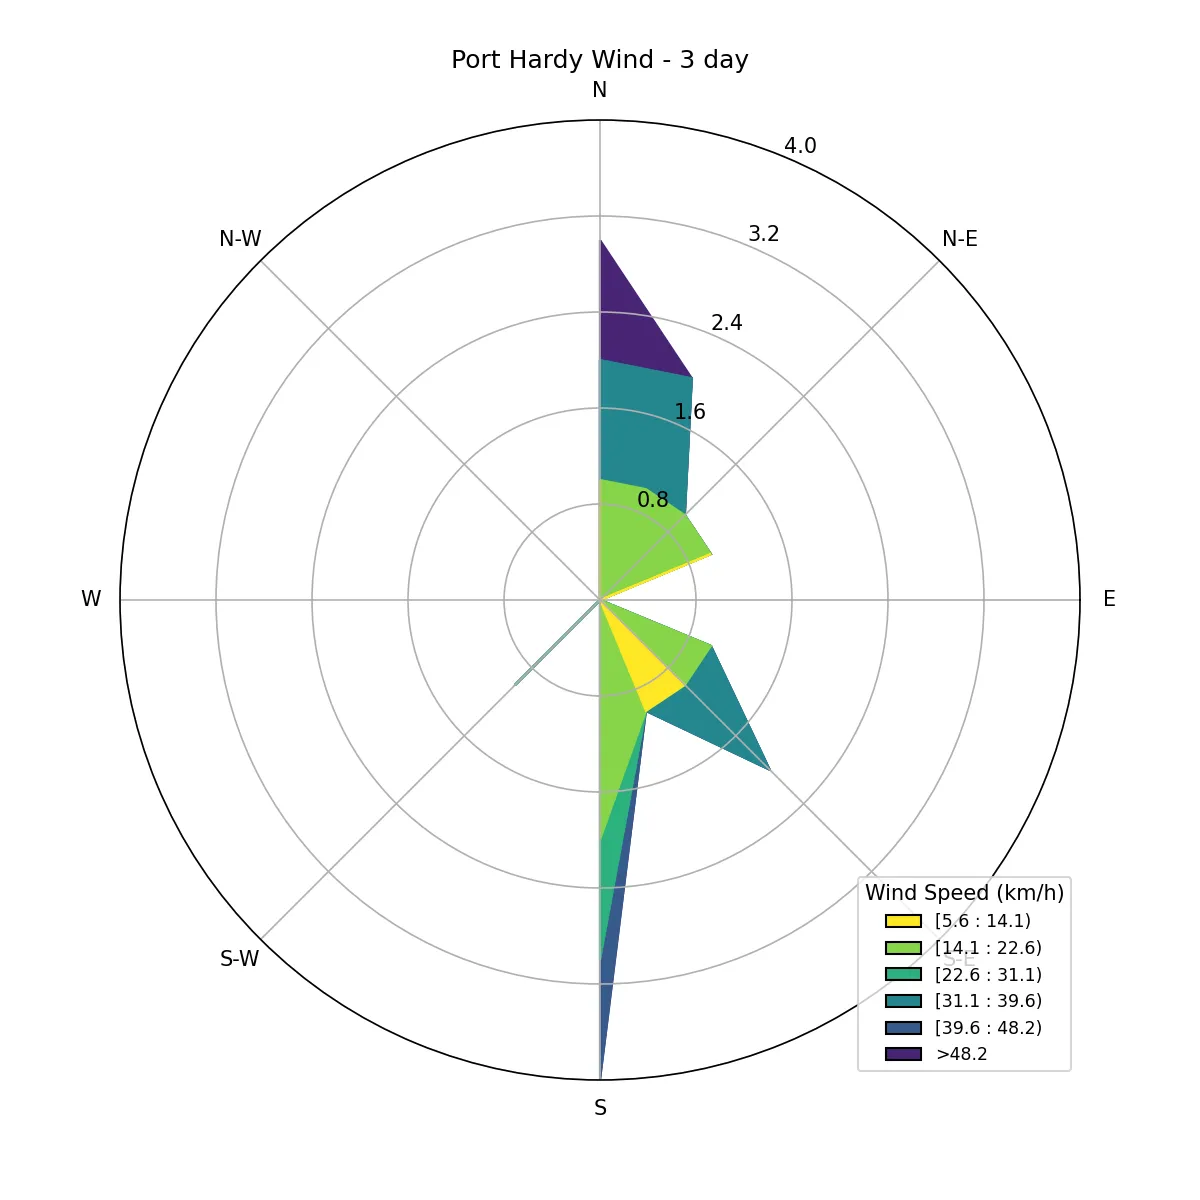 Port Hardy Wind - 3 day
N
4.0
N-W
N-E
3.2
2.4
1.6
0.8
W
E
Wind Speed (km/h)
[5.6 : 14.1)
[14.1 : 22.6)
S-W
S-E
[22.6 : 31.1)
[31.1 : 39.6)
[39.6 : 48.2)
>48.2
S